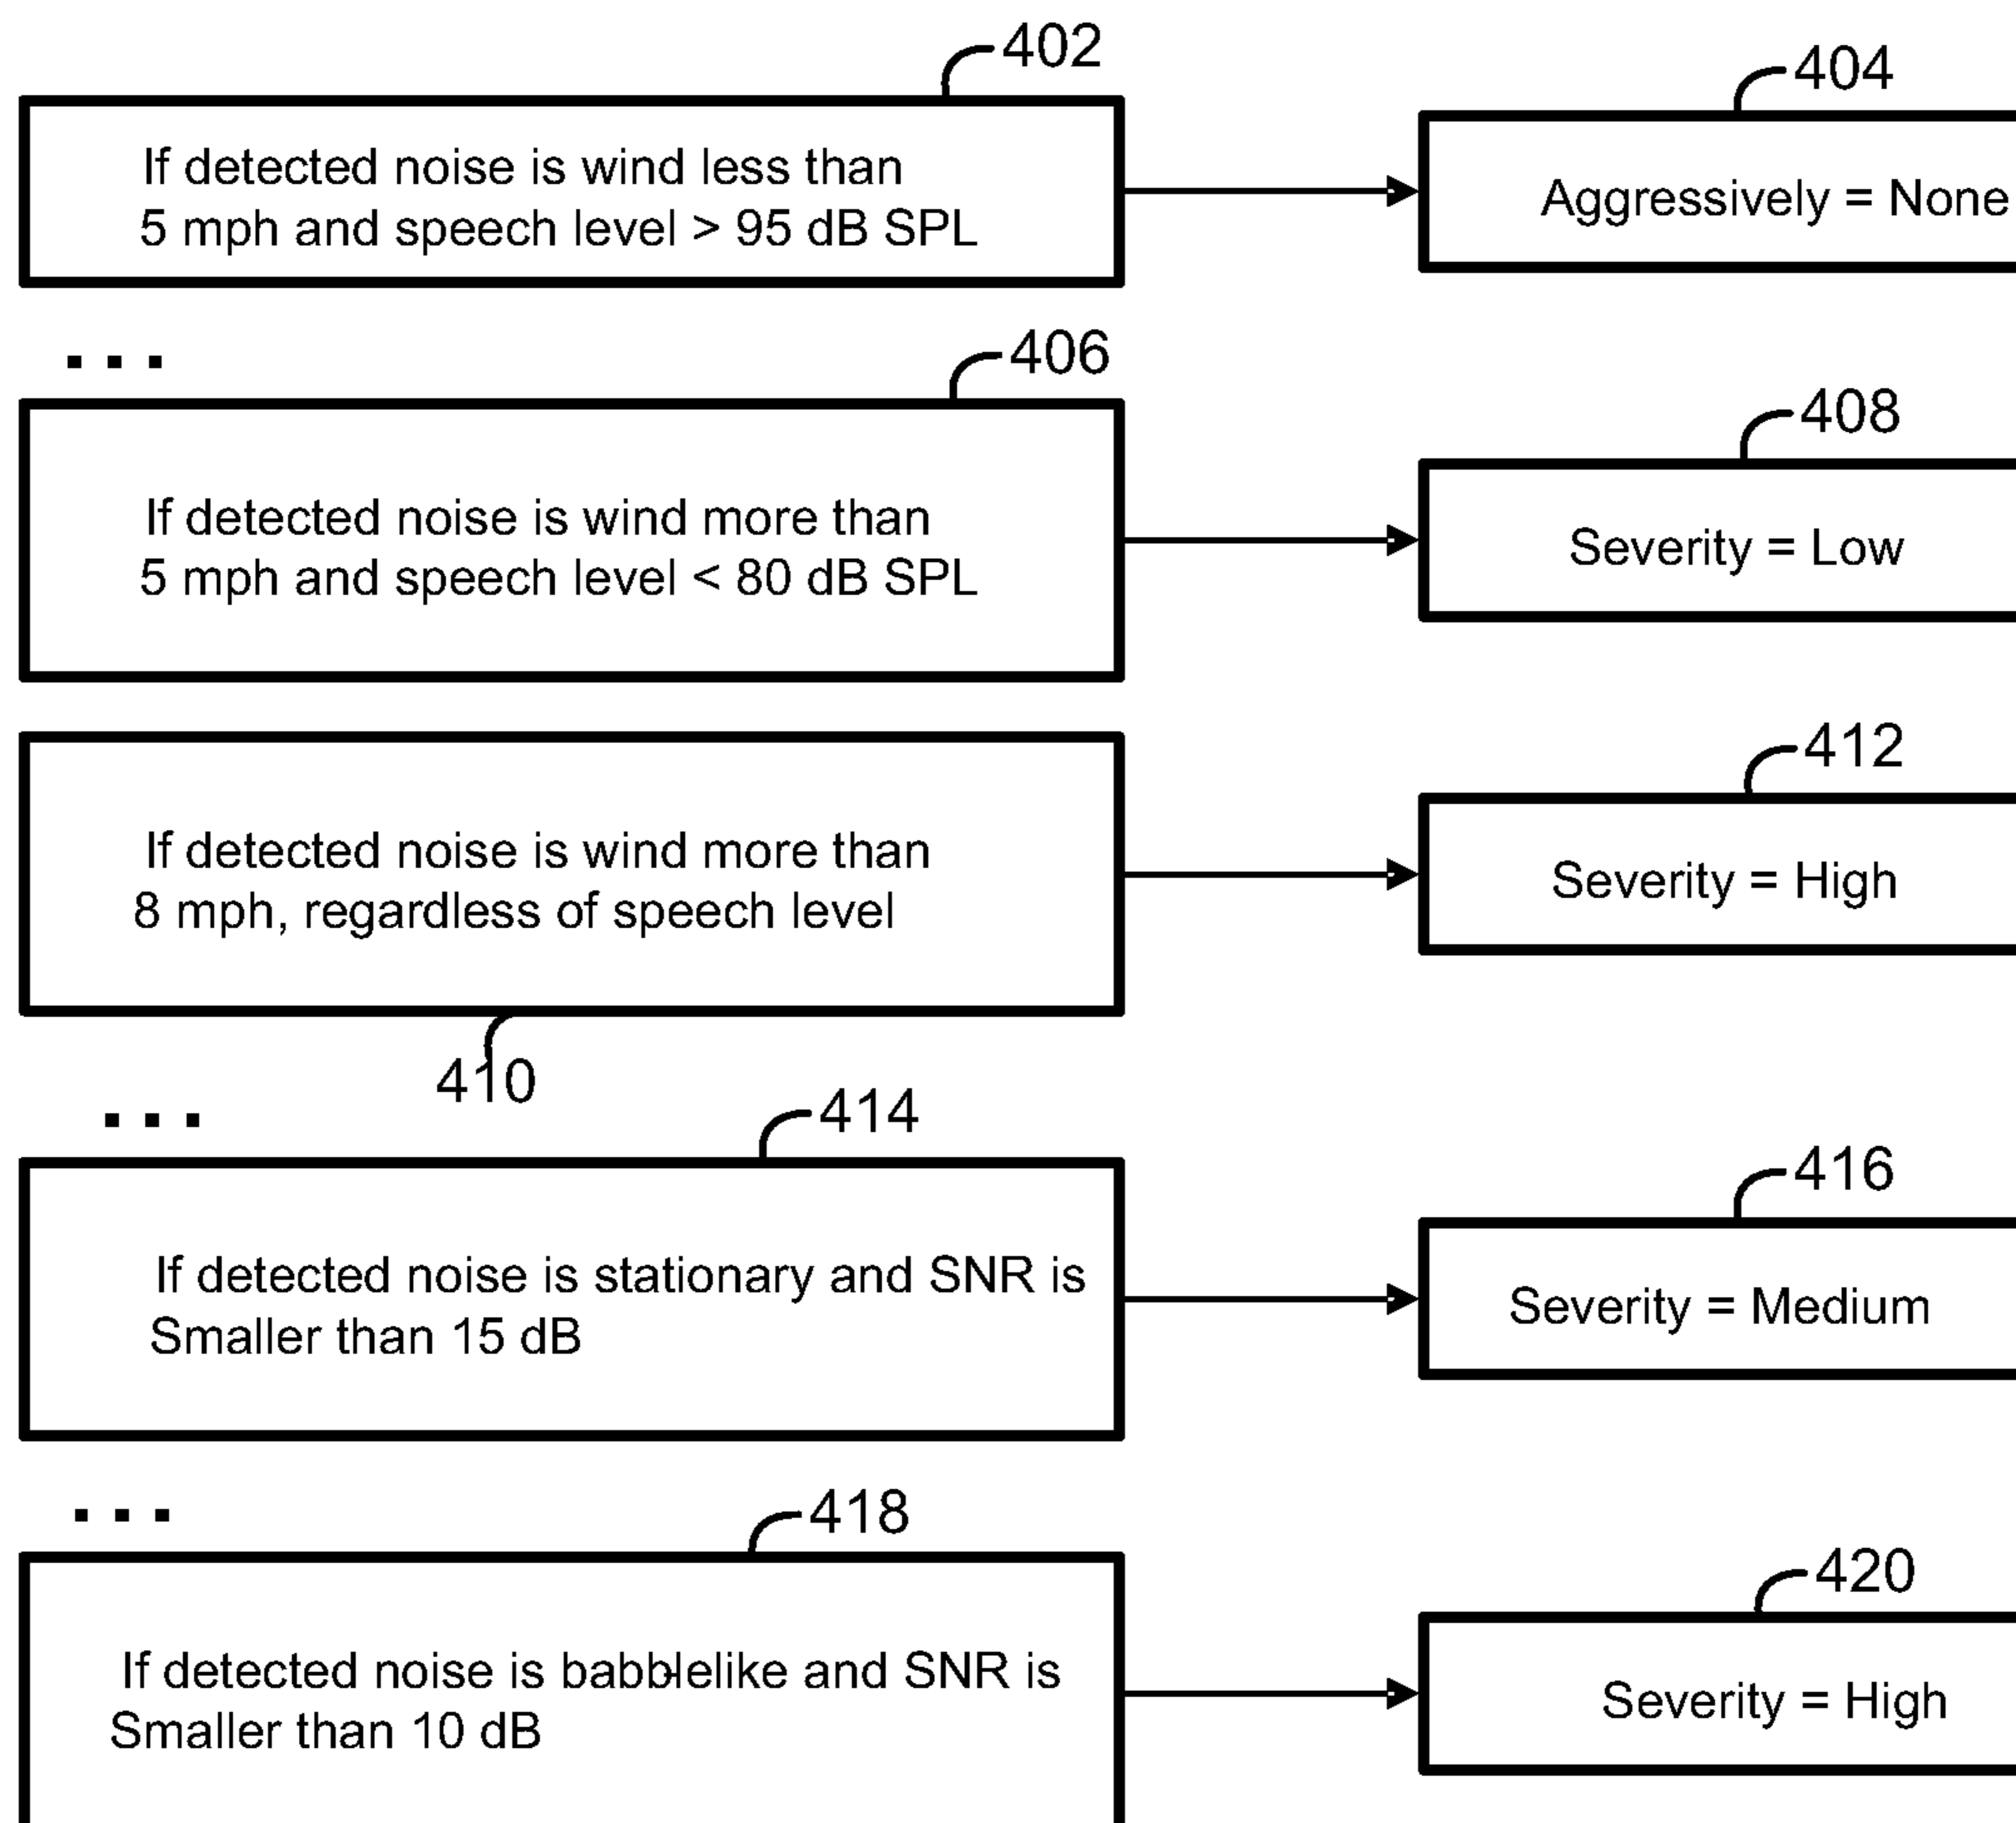 402
404
If detected noise is wind less than
5 mph and speech level > 95 dB SPL
Aggressively = None
...
406
408
If detected noise is wind more than
5 mph and speech level < 80 dB SPL
Severity = Low
412
If detected noise is wind more than
8 mph, regardless of speech level
Severity = High
410
...
414
416
If detected noise is stationary and SNR is
Smaller than 15 dB
Severity = Medium
...
418
420
If detected noise is babb-lelike and SNR is
Smaller than 10 dB
Severity = High